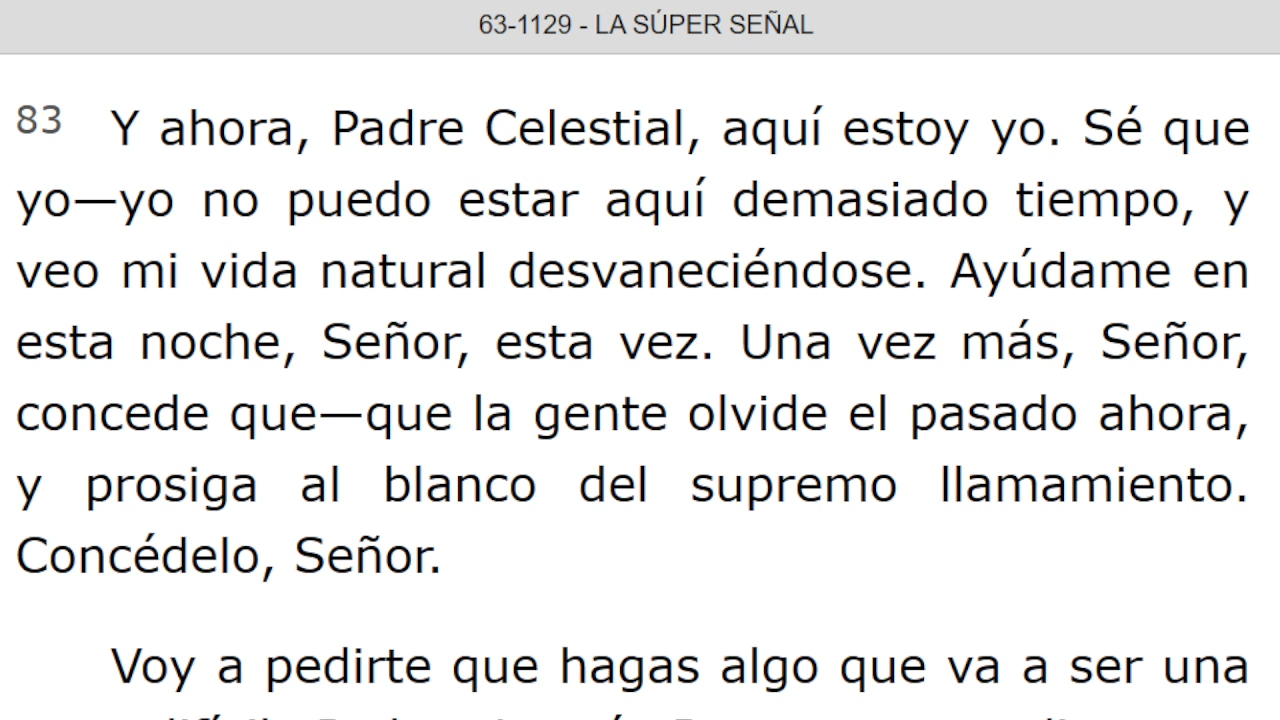 63-1129 - LA SÚPER SEÑAL
83 Y ahora, Padre Celestial, aquí estoy yo. Sé que
yo—yo no puedo estar aquí demasiado tiempo, y
veo mi vida natural desvaneciéndose. Ayúdame en
esta noche, Señor, esta vez. Una vez más, Señor,
concede que—que la gente olvide el pasado ahora,
y prosiga al blanco del supremo llamamiento.
Concédelo, Señor.
Voy a pedirte que hagas algo que va a ser una